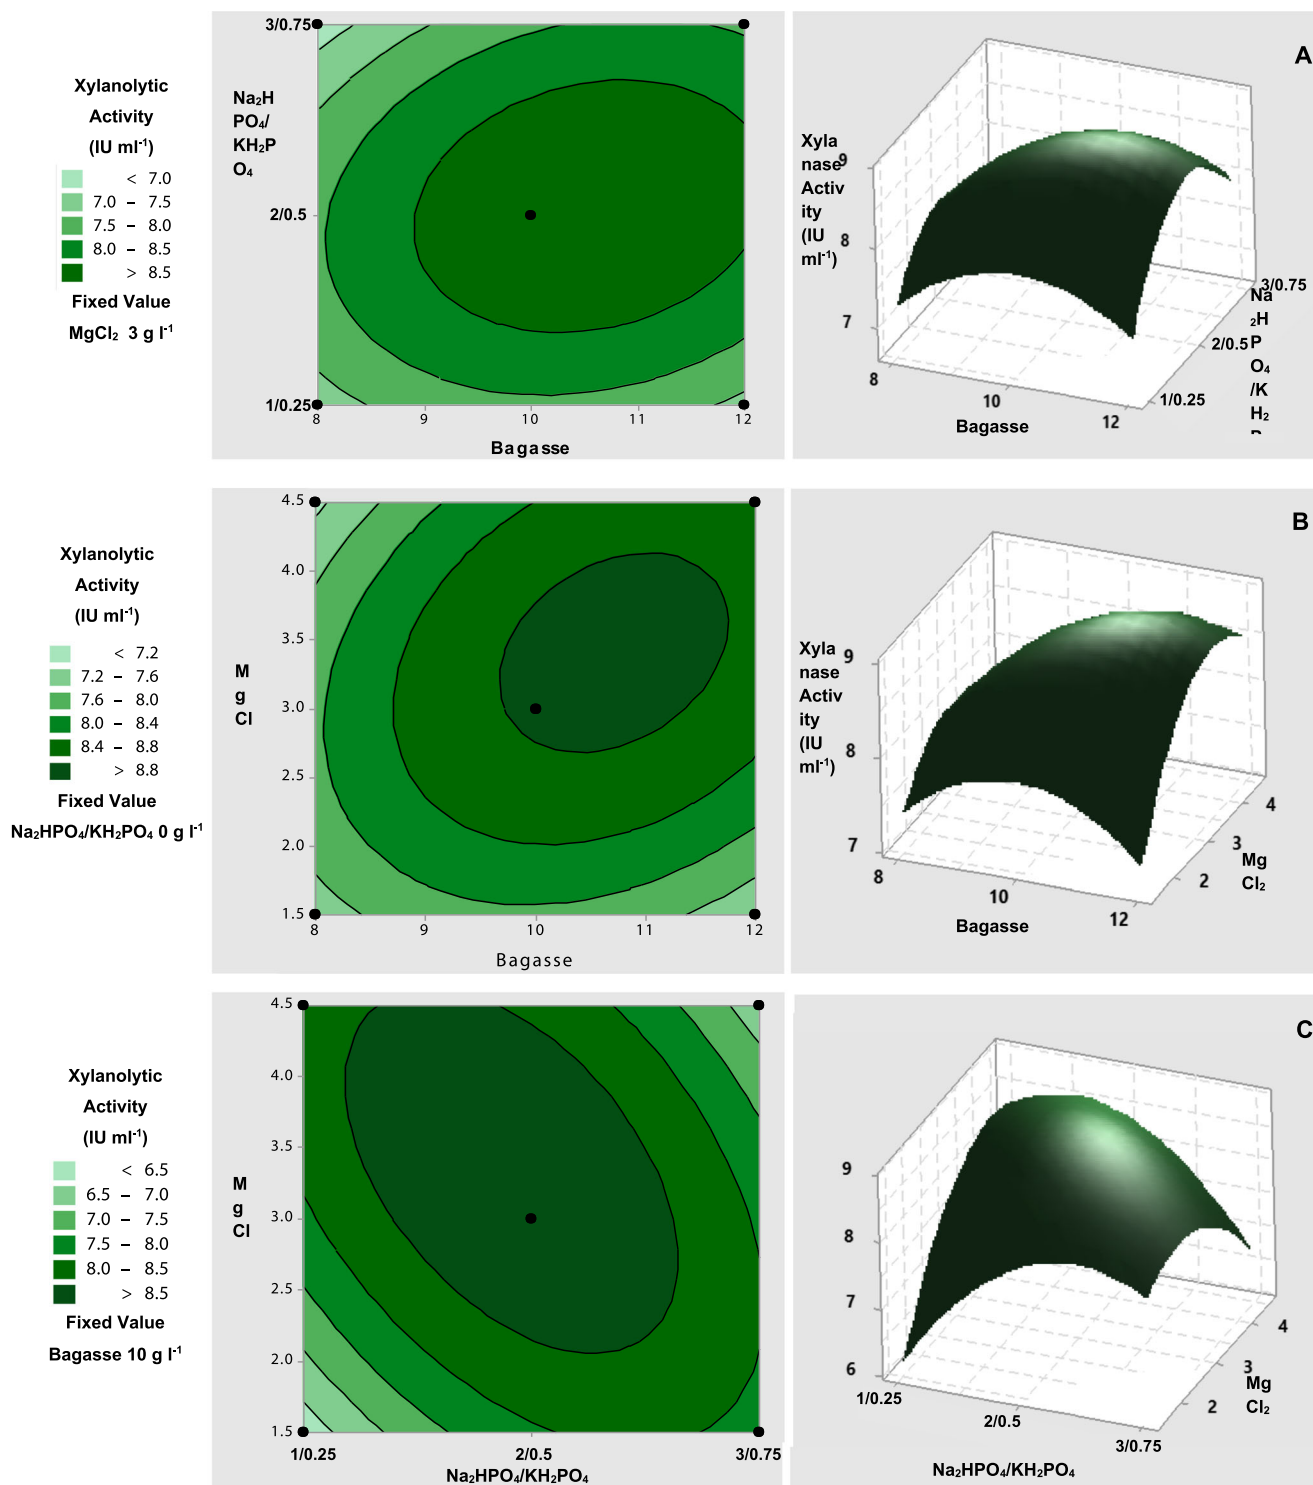 Xylanolytic
Activity
(IU ml⁻¹)
< 7.0
7.0 – 7.5
7.5 – 8.0
8.0 – 8.5
> 8.5
Fixed Value
MgCl₂ 3 g l⁻¹
3/0.75
Na₂H
PO₄/
KH₂P
O₄
2/0.5
1/0.25
8
9
10
11
12
Bagasse
A
Xyla
nase
Activ
ity
(IU
ml⁻¹)
9
8
7
8
10
12
Bagasse
1/0.25
2/0.5
3/0.75
Na
₂H
P
O₄
/K
H₂
Xylanolytic
Activity
(IU ml⁻¹)
< 7.2
7.2 – 7.6
7.6 – 8.0
8.0 – 8.4
8.4 – 8.8
> 8.8
Fixed Value
Na₂HPO₄/KH₂PO₄ 0 g l⁻¹
4.5
4.0
3.5
3.0
2.5
2.0
1.5
M
g
Cl
8
9
10
11
12
Bagasse
B
Xyla
nase
Activ
ity
(IU
ml⁻¹)
9
8
7
8
10
12
Bagasse
2
3
4
Mg
Cl₂
Xylanolytic
Activity
(IU ml⁻¹)
< 6.5
6.5 – 7.0
7.0 – 7.5
7.5 – 8.0
8.0 – 8.5
> 8.5
Fixed Value
Bagasse 10 g l⁻¹
4.5
4.0
3.5
3.0
2.5
2.0
1.5
M
g
Cl
1/0.25
2/0.5
3/0.75
Na₂HPO₄/KH₂PO₄
C
9
8
7
6
1/0.25
2/0.5
3/0.75
Na₂HPO₄/KH₂PO₄
2
3
4
Mg
Cl₂